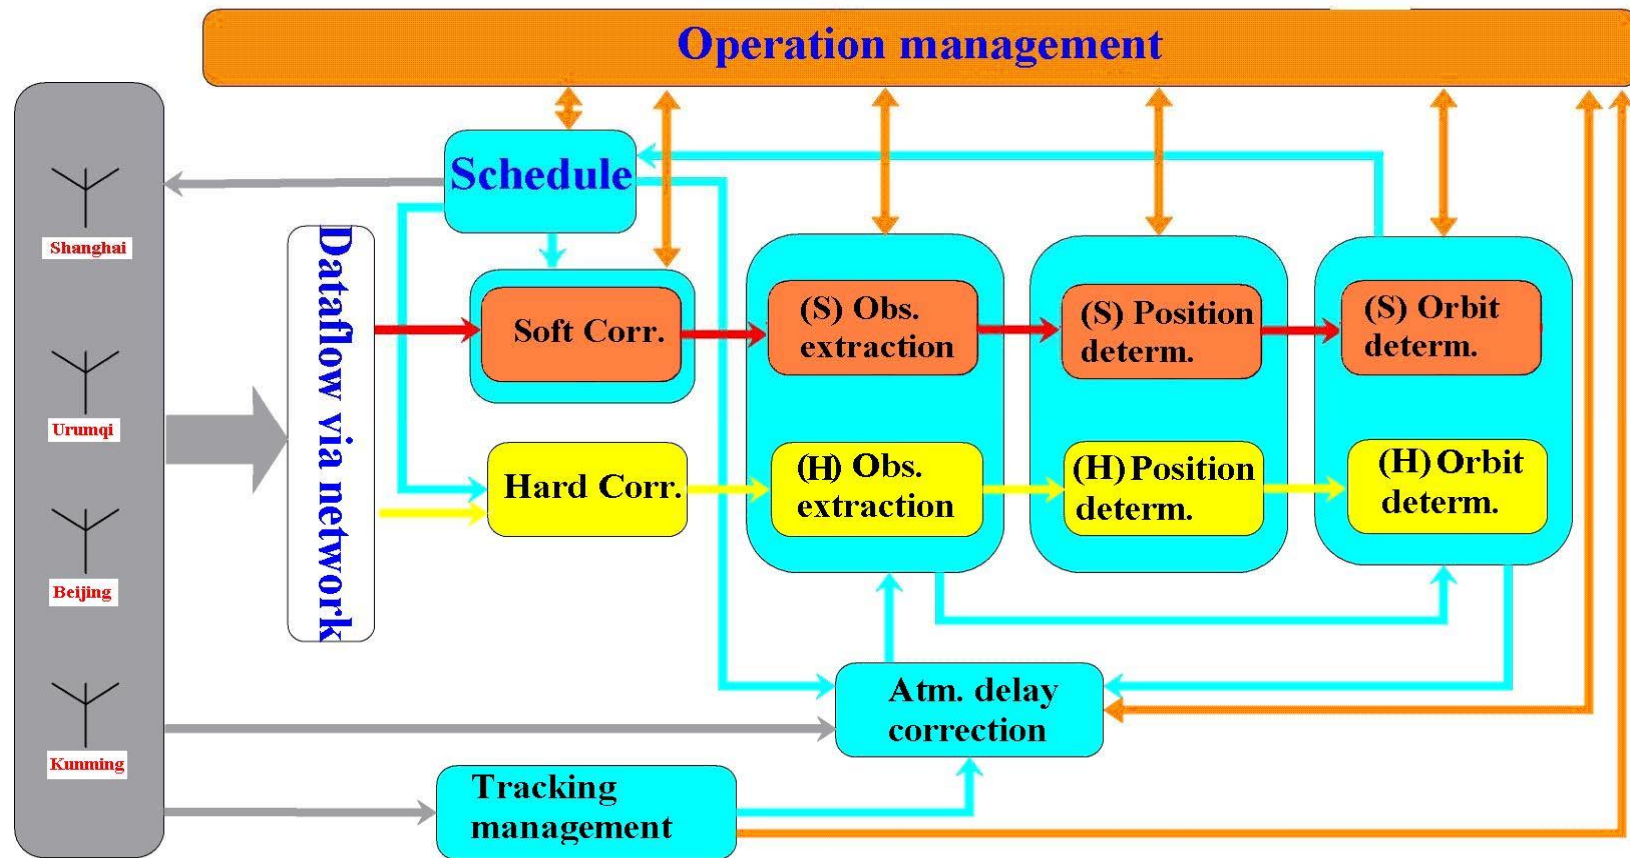 Operation management
Schedule
Shanghai
Urumqi
Beijing
Kunming
Dataflow via network
Soft Corr.
(S) Obs.
extraction
(S) Position
determ.
(S) Orbit
determ.
Hard Corr.
(H) Obs.
extraction
(H) Position
determ.
(H) Orbit
determ.
Atm. delay
correction
Tracking
management